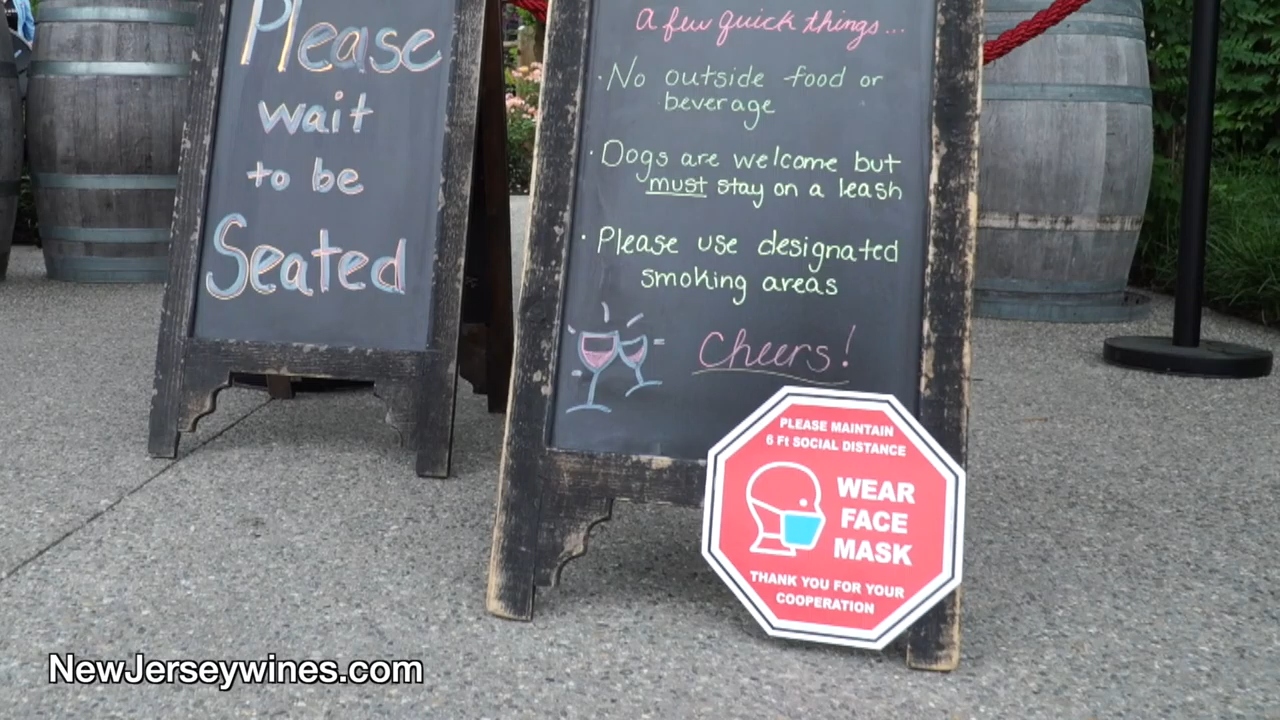 Please
wait
to be
Seated
a few quick things...
· No outside food or
beverage
· Dogs are welcome but
must stay on a leash
· Please use designated
smoking areas
Cheers!
PLEASE MAINTAIN
6 Ft SOCIAL DISTANCE
WEAR
FACE
MASK
THANK YOU FOR YOUR
COOPERATION
NewJerseywines.com